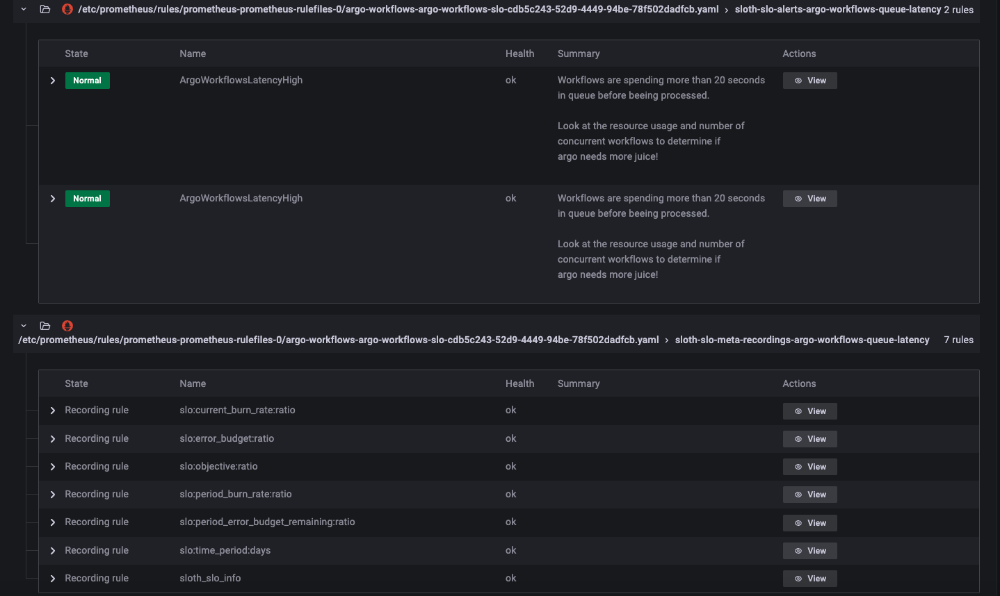 /etc/prometheus/rules/prometheus-prometheus-rulefiles-0/argo-workflows-argo-workflows-slo-cdb5c243-52d9-4449-94be-78f502dadfcb.yaml › sloth-slo-alerts-argo-workflows-queue-latency 2 rules
State Name Health Summary Actions
Normal ArgoWorkflowsLatencyHigh ok Workflows are spending more than 20 seconds View
in queue before beeing processed.
Look at the resource usage and number of
concurrent workflows to determine if
argo needs more juice!
Normal ArgoWorkflowsLatencyHigh ok Workflows are spending more than 20 seconds View
in queue before beeing processed.
Look at the resource usage and number of
concurrent workflows to determine if
argo needs more juice!
/etc/prometheus/rules/prometheus-prometheus-rulefiles-0/argo-workflows-argo-workflows-slo-cdb5c243-52d9-4449-94be-78f502dadfcb.yaml › sloth-slo-meta-recordings-argo-workflows-queue-latency 7 rules
State Name Health Summary Actions
Recording rule slo:current_burn_rate:ratio ok View
Recording rule slo:error_budget:ratio ok View
Recording rule slo:objective:ratio ok View
Recording rule slo:period_burn_rate:ratio ok View
Recording rule slo:period_error_budget_remaining:ratio ok View
Recording rule slo:time_period:days ok View
Recording rule sloth_slo_info ok View